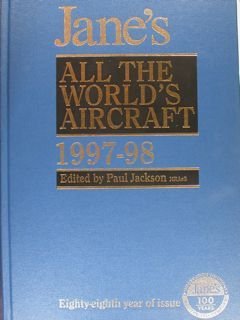 Jane's
ALL THE
WORLD'S
AIRCRAFT
1997-98
Edited by Paul Jackson MRAeS
Eighty-eighth year of issue
Jane's
100
YEARS